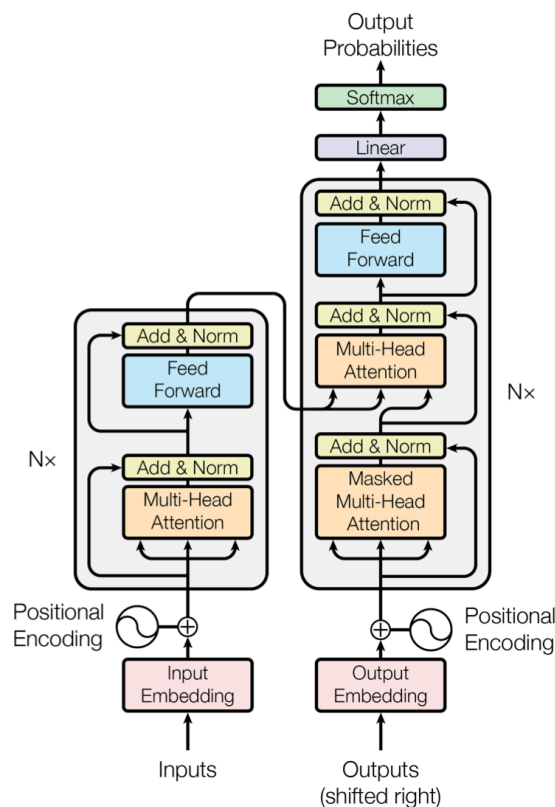 Output
Probabilities
Softmax
Linear
Add & Norm
Feed
Forward
Add & Norm
Multi-Head
Attention
Add & Norm
Masked
Multi-Head
Attention
N×
Add & Norm
Feed
Forward
Add & Norm
Multi-Head
Attention
N×
Positional
Encoding
Positional
Encoding
Input
Embedding
Output
Embedding
Inputs
Outputs
(shifted right)